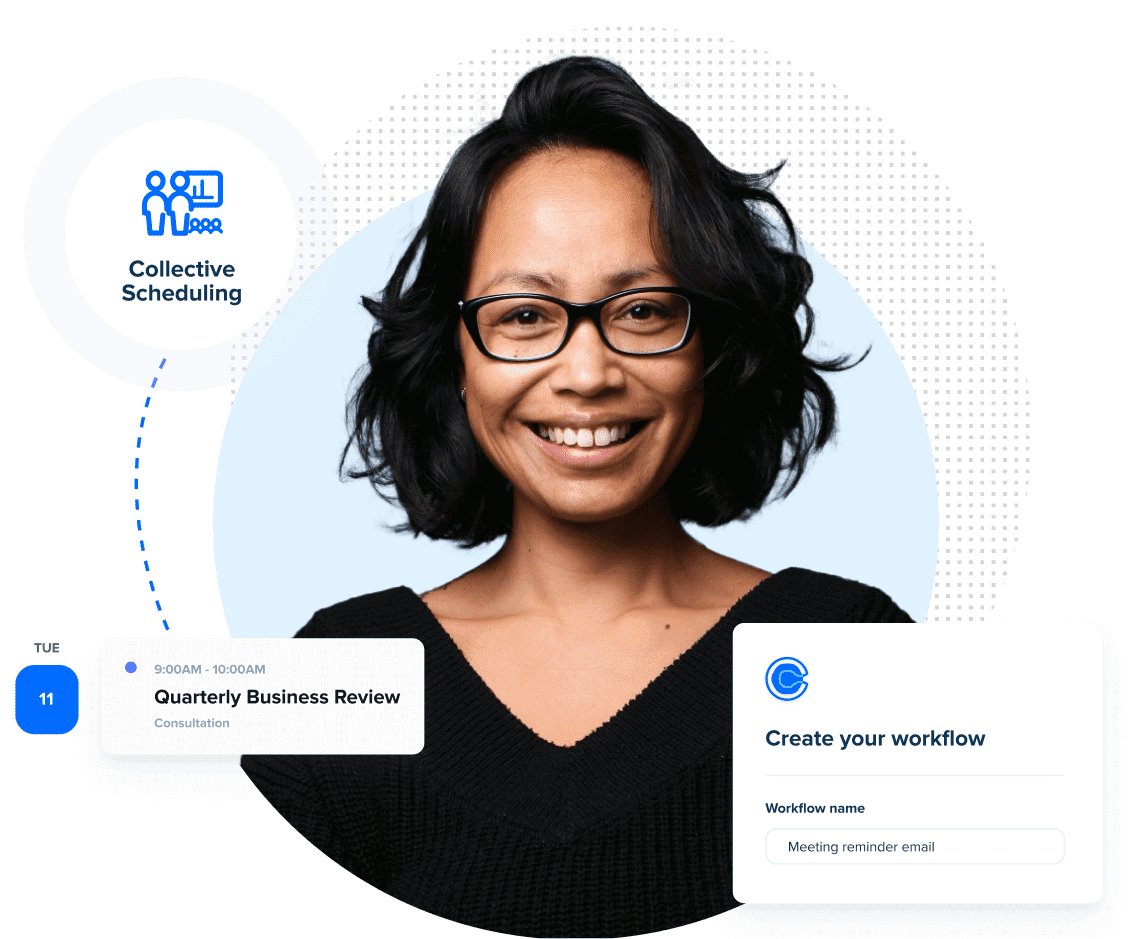 Collective
Scheduling
TUE
11
9:00AM - 10:00AM
Quarterly Business Review
Consultation
Create your workflow
Workflow name
Meeting reminder email